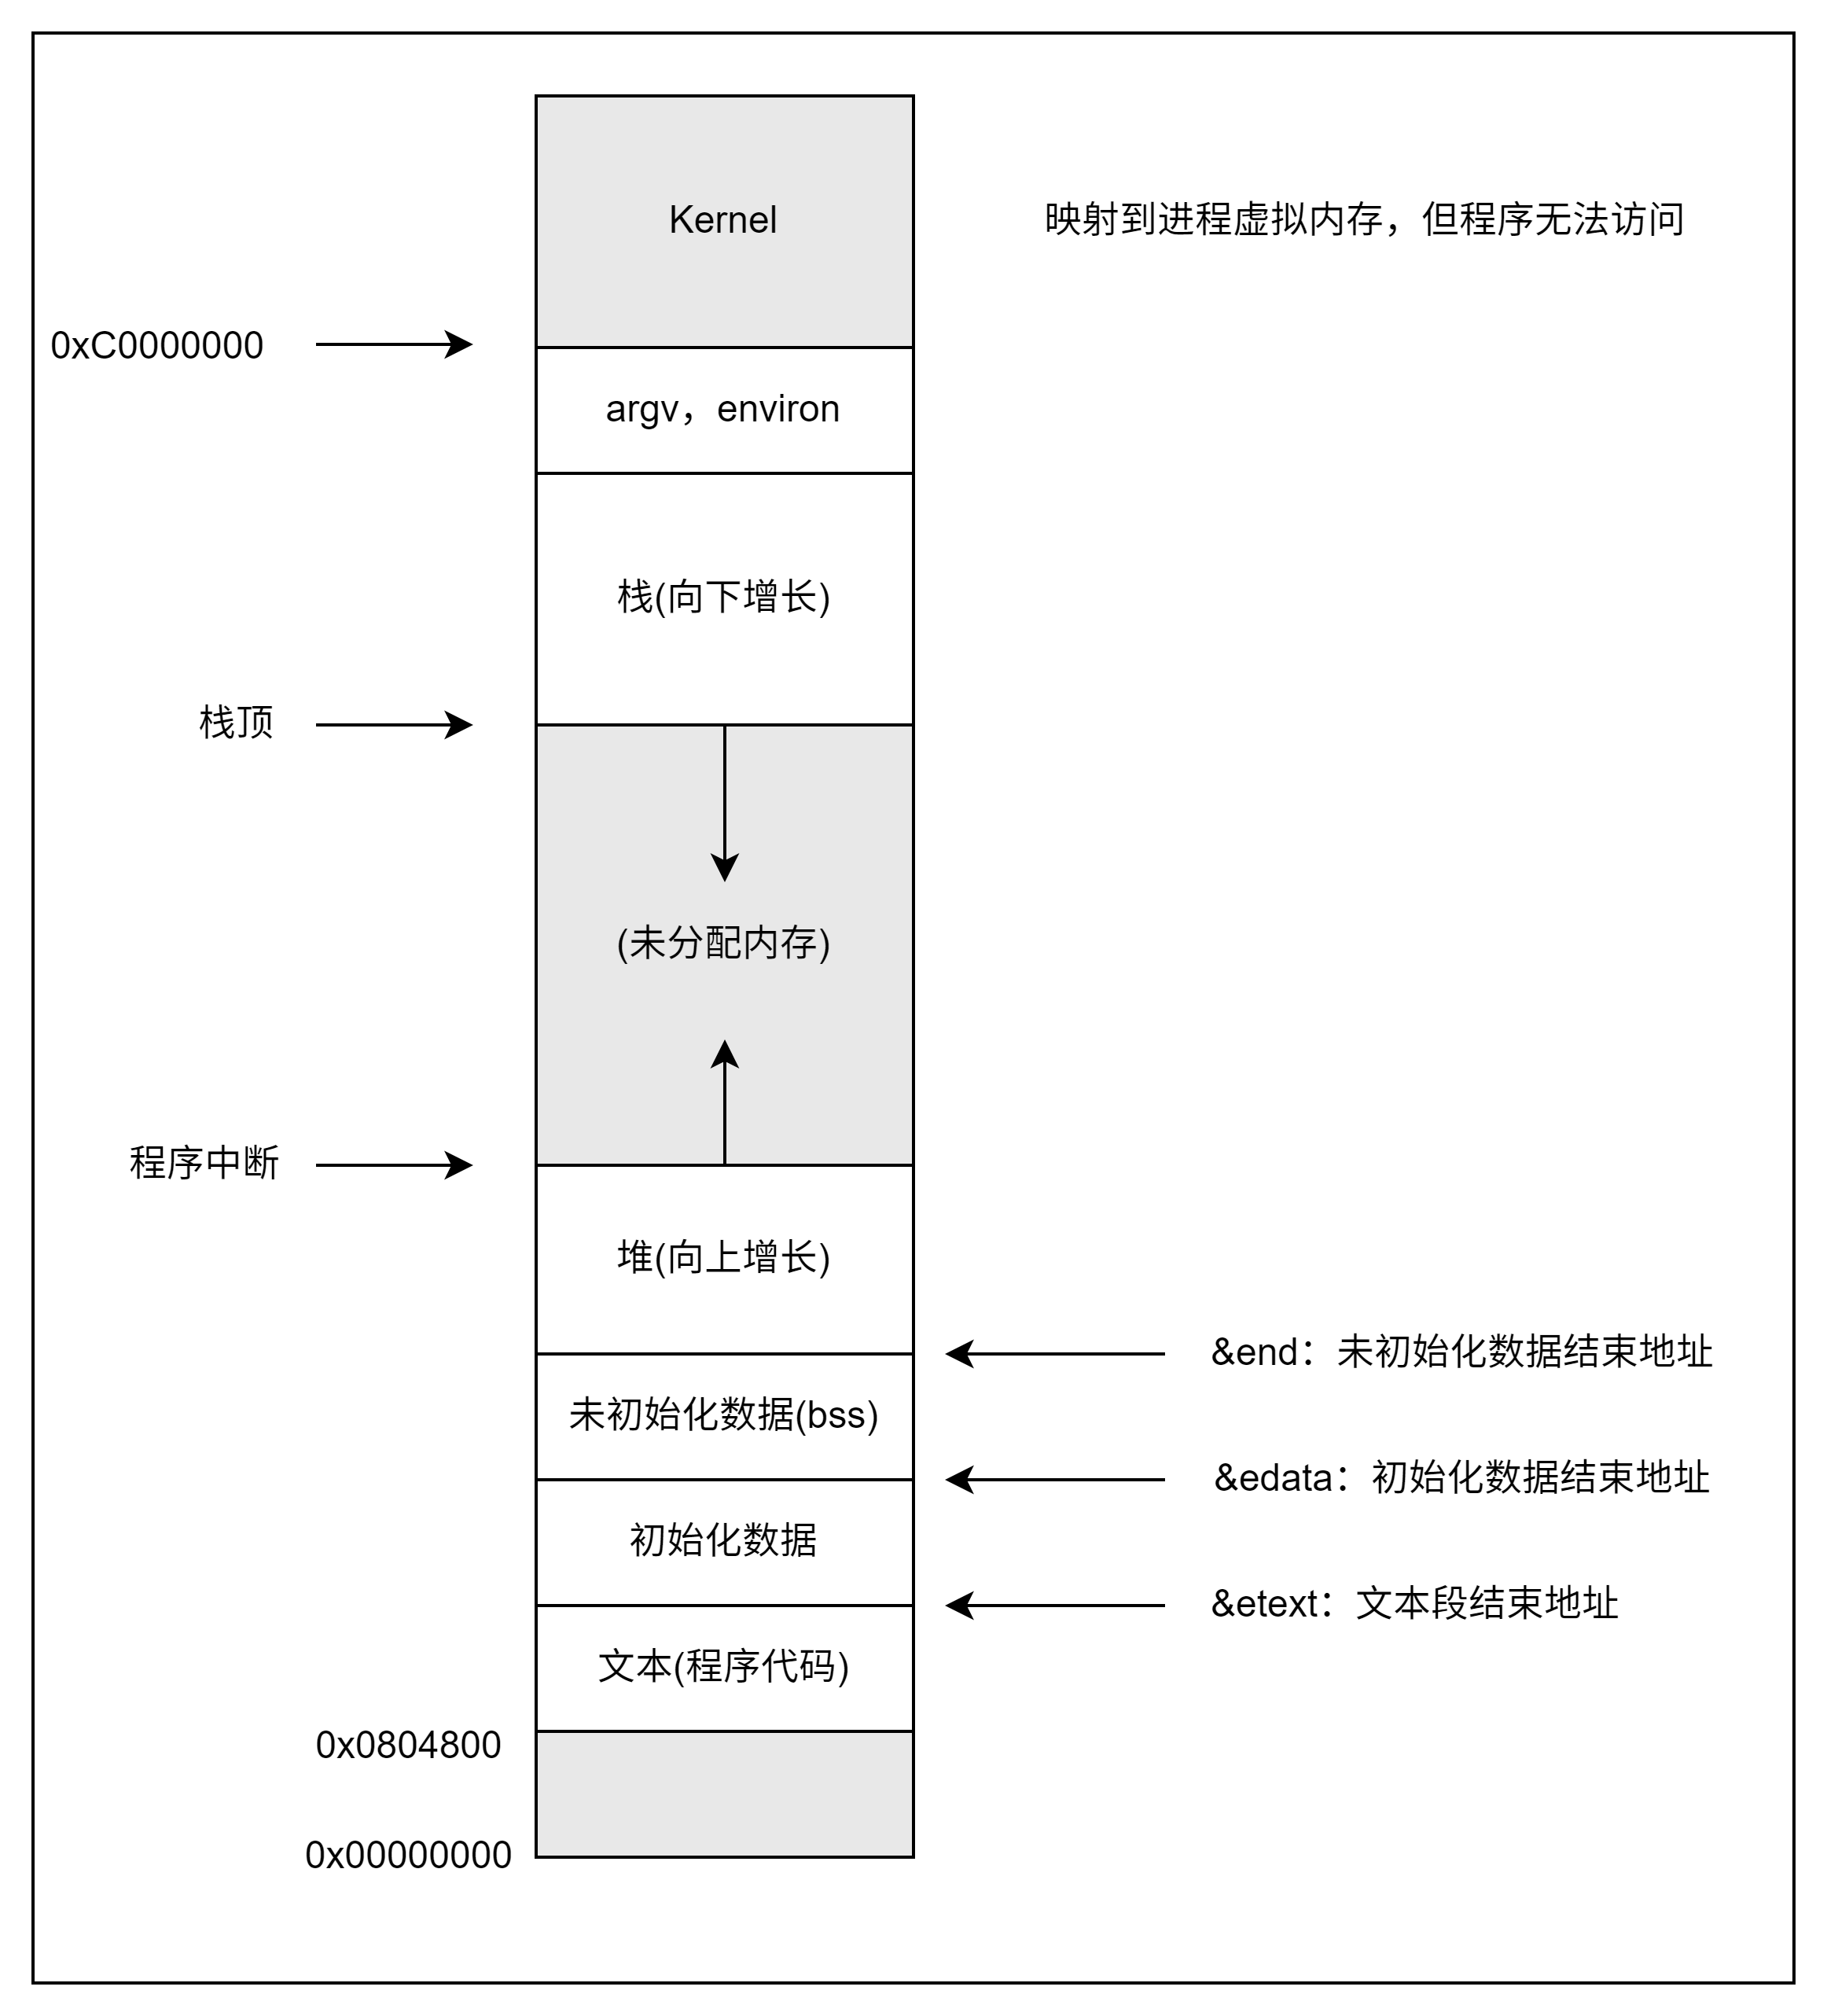 Kernel
映射到进程虚拟内存，但程序无法访问
0xC0000000
argv，environ
栈(向下增长)
栈顶
(未分配内存)
程序中断
堆(向上增长)
&end：未初始化数据结束地址
未初始化数据(bss)
&edata：初始化数据结束地址
初始化数据
&etext：文本段结束地址
文本(程序代码)
0x0804800
0x00000000